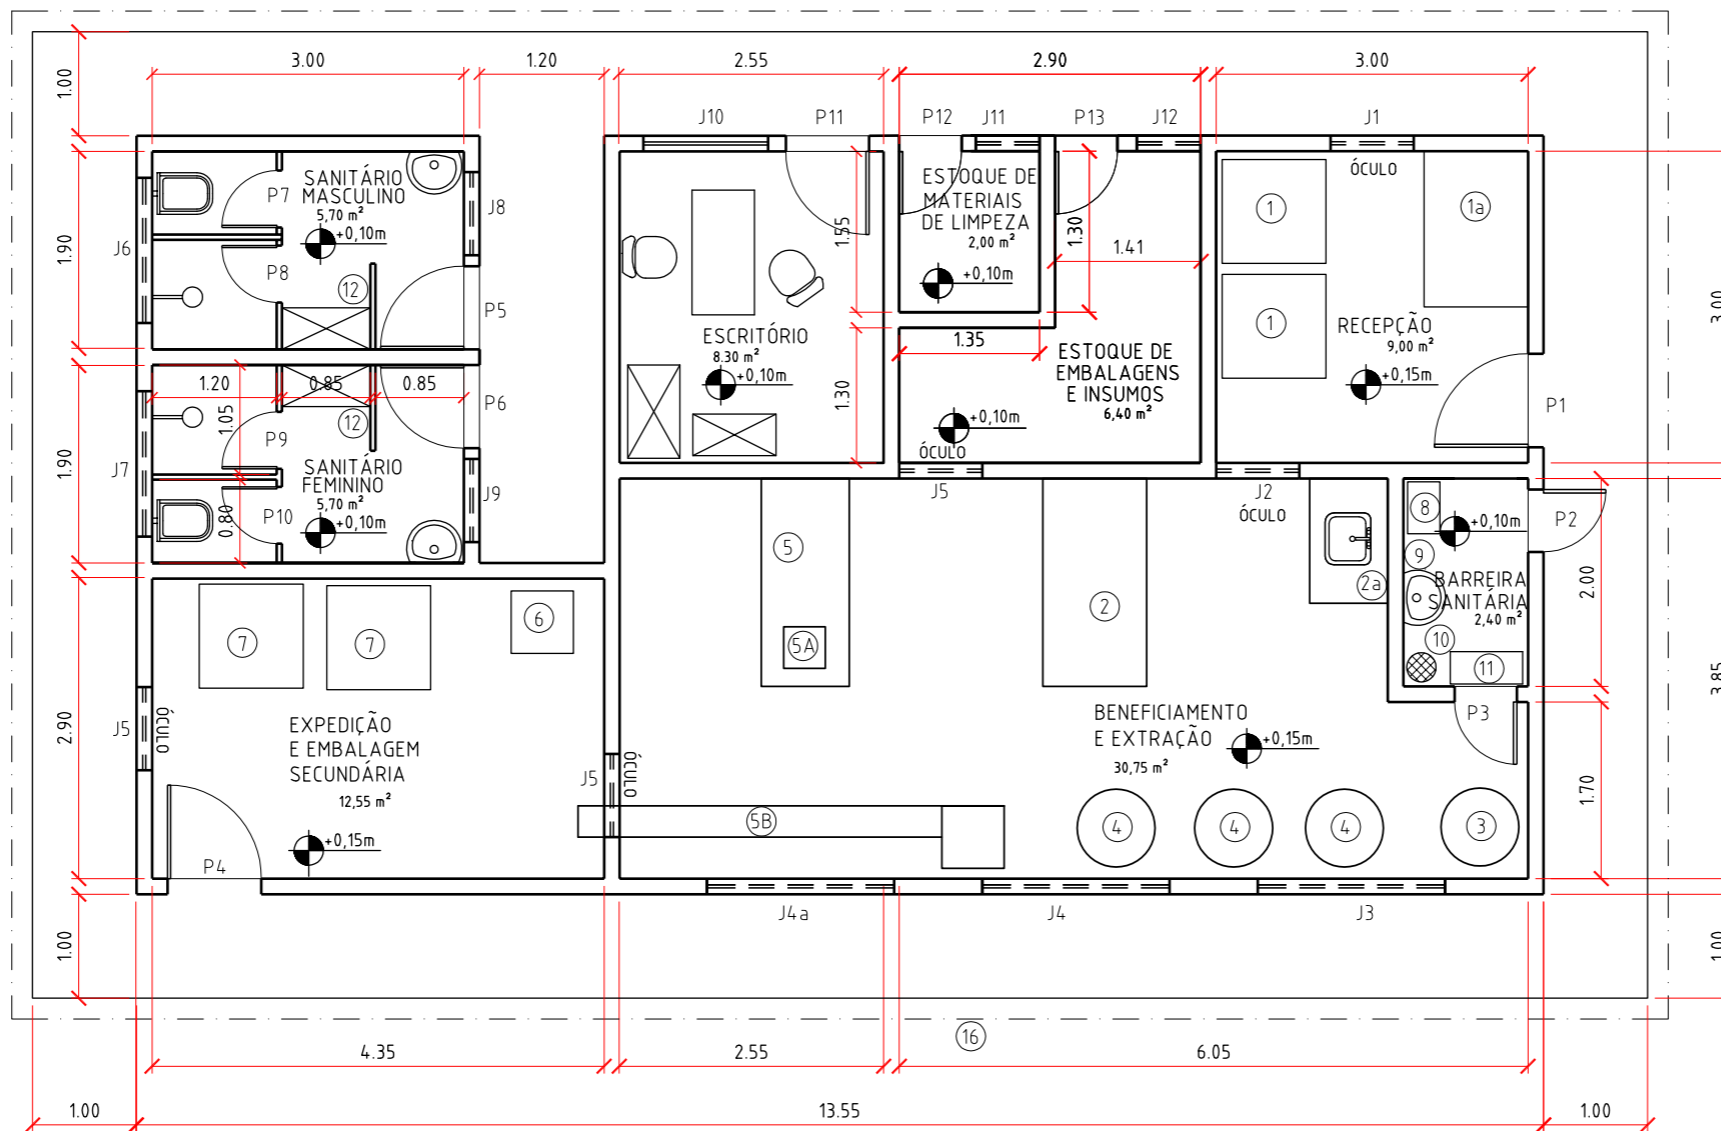 3.00
1.20
2.55
2.90
3.00
1.00
J10
P11
P12
J11
P13
J12
J1
ÓCULO
SANITÁRIO
MASCULINO
5,70 m²
+0,10m
P7
P8
J6
J8
P5
12
1.90
ESTOQUE DE
MATERIAIS
DE LIMPEZA
2,00 m²
+0,10m
1.55
1.30
1.41
1
1a
1
RECEPÇÃO
9,00 m²
+0,15m
3.00
ESCRITÓRIO
8.30 m²
+0,10m
1.35
ESTOQUE DE
EMBALAGENS
E INSUMOS
6,40 m²
+0,10m
ÓCULO
1.30
P1
1.20
0.85
0.85
1.05
12
P6
P9
J7
1.90
SANITÁRIO
FEMININO
5,70 m²
+0,10m
P10
0.80
J9
J5
J2
ÓCULO
5
2
2a
5A
8
+0,10m
P2
9
BARREIRA
SANITÁRIA
2,40 m²
10
11
2.00
3.85
P3
7
7
6
2.90
J5
ÓCULO
EXPEDIÇÃO
E EMBALAGEM
SECUNDÁRIA
12,55 m²
+0,15m
P4
J5
ÓCULO
BENEFICIAMENTO
E EXTRAÇÃO
30,75 m²
+0,15m
1.70
5B
4
4
4
3
J4a
J4
J3
1.00
1.00
16
4.35
2.55
6.05
1.00
13.55
1.00